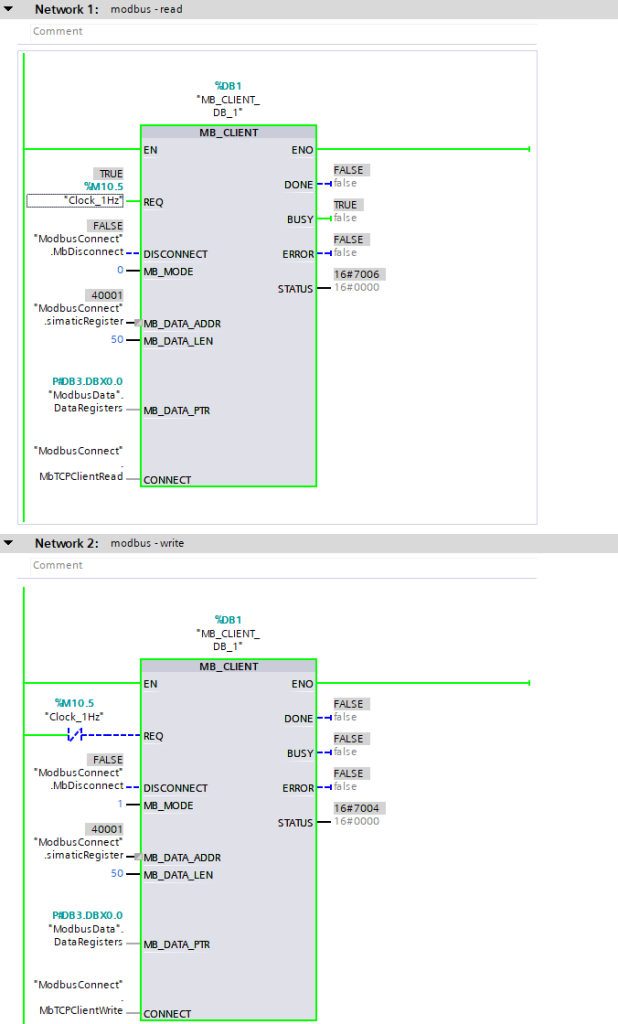 Network 1: modbus - read
Comment
%DB1
"MB_CLIENT_
DB_1"
MB_CLIENT
EN ENO
TRUE
%M10.5
"Clock_1Hz" REQ
FALSE
DONE false
TRUE
BUSY false
FALSE
"ModbusConnect"
.MbDisconnect DISCONNECT
FALSE
ERROR false
0 MB_MODE
16#7006
STATUS 16#0000
40001
"ModbusConnect"
.simaticRegister MB_DATA_ADDR
50 MB_DATA_LEN
P#DB3.DBX0.0
"ModbusData".
DataRegisters MB_DATA_PTR
"ModbusConnect"
.
MbTCPClientRead CONNECT
Network 2: modbus - write
Comment
%DB1
"MB_CLIENT_
DB_1"
MB_CLIENT
EN ENO
%M10.5
"Clock_1Hz"
REQ
FALSE
DONE false
FALSE
BUSY false
FALSE
"ModbusConnect"
.MbDisconnect DISCONNECT
FALSE
ERROR false
1 MB_MODE
16#7004
STATUS 16#0000
40001
"ModbusConnect"
.simaticRegister MB_DATA_ADDR
50 MB_DATA_LEN
P#DB3.DBX0.0
"ModbusData".
DataRegisters MB_DATA_PTR
"ModbusConnect"
.
MbTCPClientWrite CONNECT